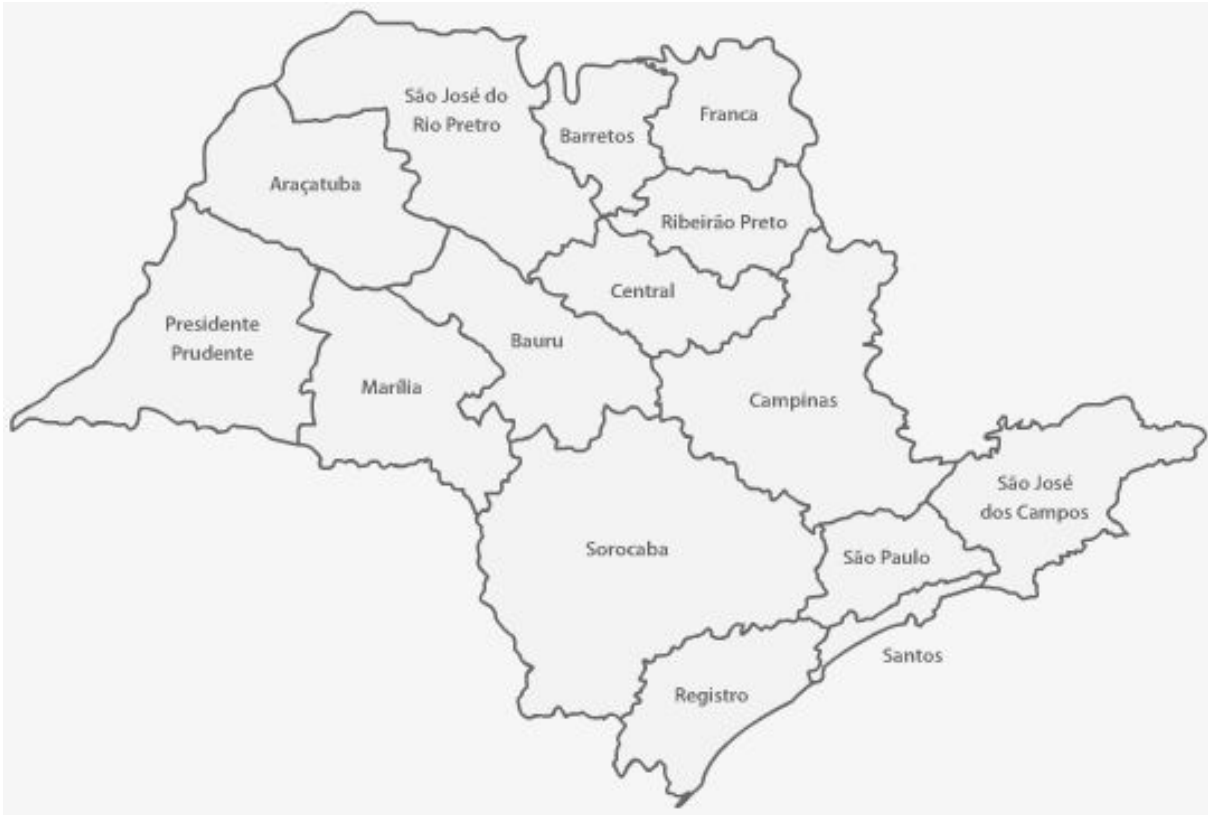 São José do
Rio Pretro
Barretos
Franca
Araçatuba
Ribeirão Preto
Central
Presidente
Prudente
Bauru
Marília
Campinas
São José
dos Campos
Sorocaba
São Paulo
Santos
Registro